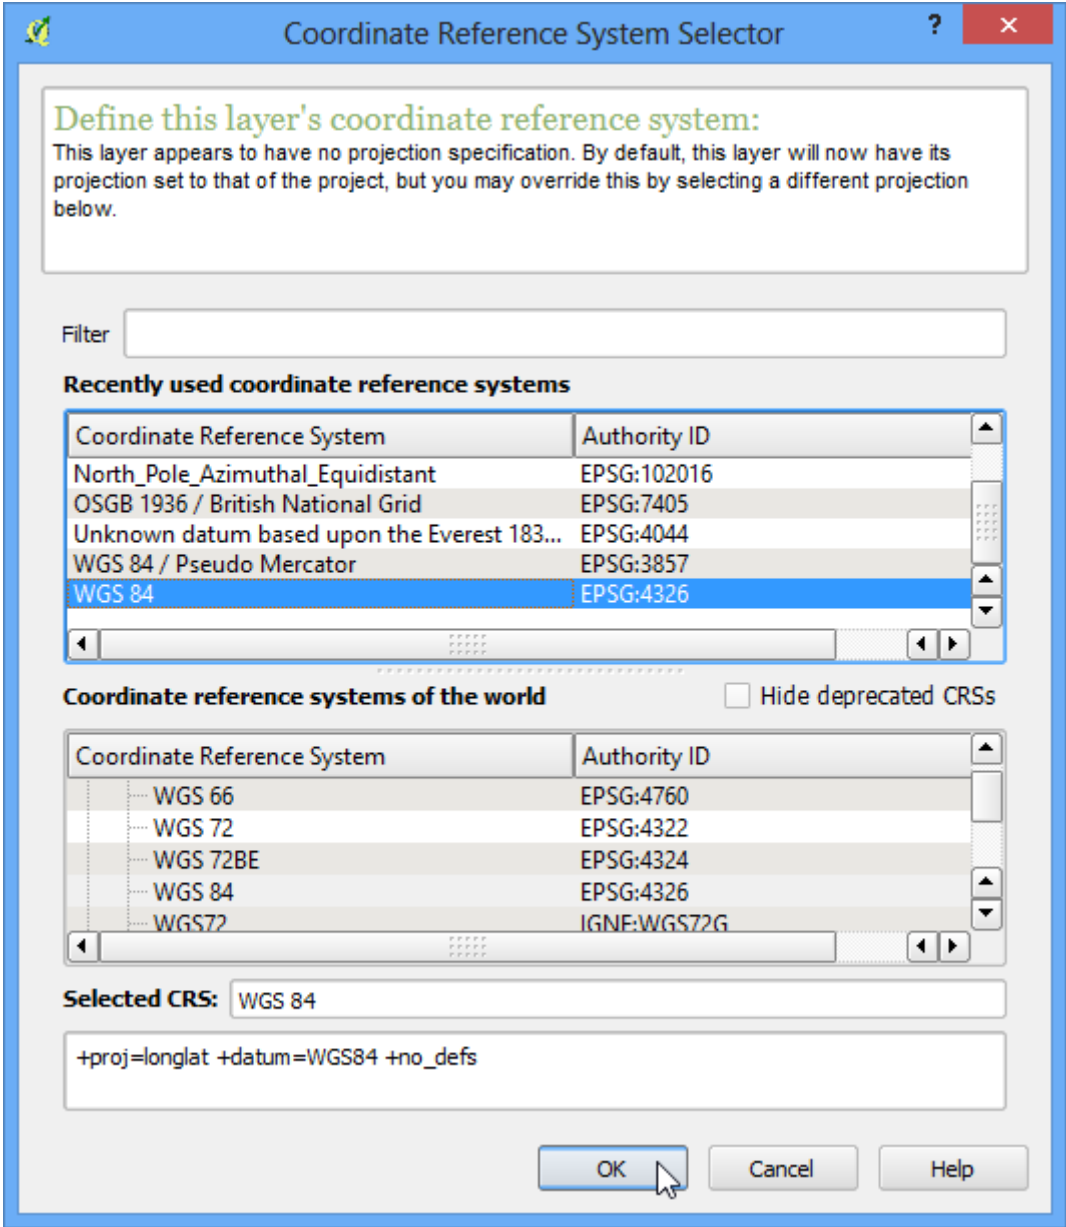 Coordinate Reference System Selector
?
Define this layer's coordinate reference system:
This layer appears to have no projection specification. By default, this layer will now have its
projection set to that of the project, but you may override this by selecting a different projection
below.
Filter
Recently used coordinate reference systems
Coordinate Reference System Authority ID
North_Pole_Azimuthal_Equidistant EPSG:102016
OSGB 1936 / British National Grid EPSG:7405
Unknown datum based upon the Everest 183... EPSG:4044
WGS 84 / Pseudo Mercator EPSG:3857
WGS 84 EPSG:4326
Coordinate reference systems of the world Hide deprecated CRSs
Coordinate Reference System Authority ID
WGS 66 EPSG:4760
WGS 72 EPSG:4322
WGS 72BE EPSG:4324
WGS 84 EPSG:4326
WGS72 IGNF:WGS72G
Selected CRS: WGS 84
+proj=longlat +datum=WGS84 +no_defs
OK Cancel Help